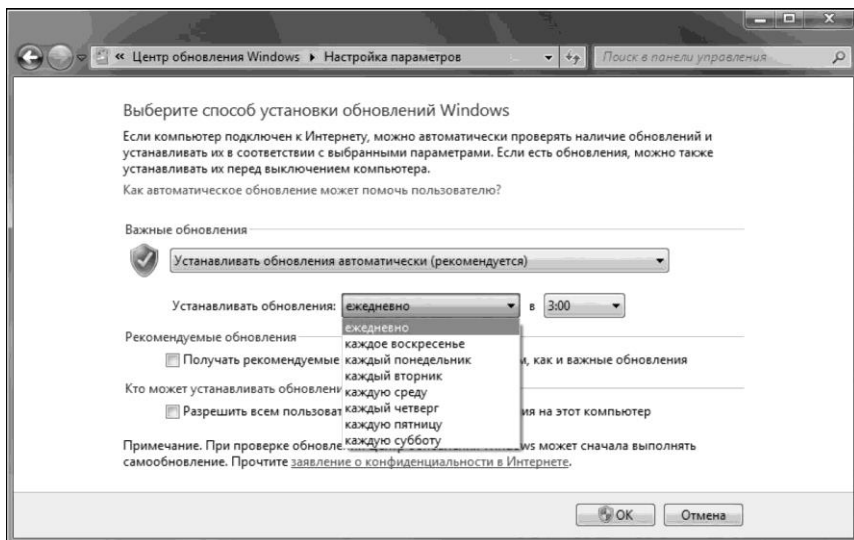 « Центр обновления Windows ▸ Настройка параметров
Поиск в панели управления
Выберите способ установки обновлений Windows
Если компьютер подключен к Интернету, можно автоматически проверять наличие обновлений и
устанавливать их в соответствии с выбранными параметрами. Если есть обновления, можно также
устанавливать их перед выключением компьютера.
Как автоматическое обновление может помочь пользователю?
Важные обновления
Устанавливать обновления автоматически (рекомендуется)
Устанавливать обновления: ежедневно в 3:00
ежедневно
Рекомендуемые обновления
каждое воскресенье
Получать рекомендуемые каждый понедельник как и важные обновления
каждый вторник
Кто может устанавливать каждую среду
Разрешить всем каждый четверг на этот компьютер
каждую пятницу
каждую субботу
Примечание. При проверке может сначала выполнять
самообновление. Прочтите заявление о конфиденциальности в Интернете.
OK Отмена